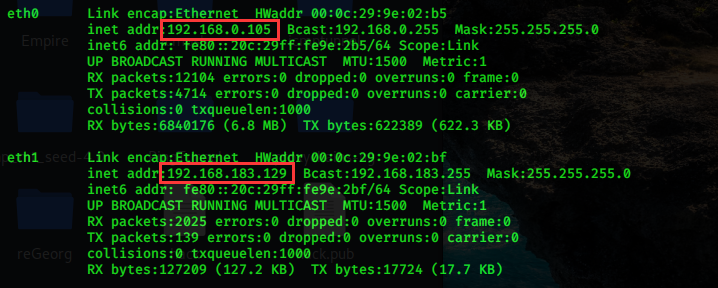 eth0 Link encap:Ethernet HWaddr 00:0c:29:9e:02:b5
inet addr:192.168.0.105 Bcast:192.168.0.255 Mask:255.255.255.0
inet6 addr: fe80::20c:29ff:fe9e:2b5/64 Scope:Link
UP BROADCAST RUNNING MULTICAST MTU:1500 Metric:1
RX packets:12104 errors:0 dropped:0 overruns:0 frame:0
TX packets:4714 errors:0 dropped:0 overruns:0 carrier:0
collisions:0 txqueuelen:1000
RX bytes:6840176 (6.8 MB) TX bytes:622389 (622.3 KB)
eth1 Link encap:Ethernet HWaddr 00:0c:29:9e:02:bf
inet addr:192.168.183.129 Bcast:192.168.183.255 Mask:255.255.255.0
inet6 addr: fe80::20c:29ff:fe9e:2bf/64 Scope:Link
UP BROADCAST RUNNING MULTICAST MTU:1500 Metric:1
RX packets:2025 errors:0 dropped:0 overruns:0 frame:0
TX packets:139 errors:0 dropped:0 overruns:0 carrier:0
collisions:0 txqueuelen:1000
RX bytes:127209 (127.2 KB) TX bytes:17724 (17.7 KB)
Empire
reGeorg